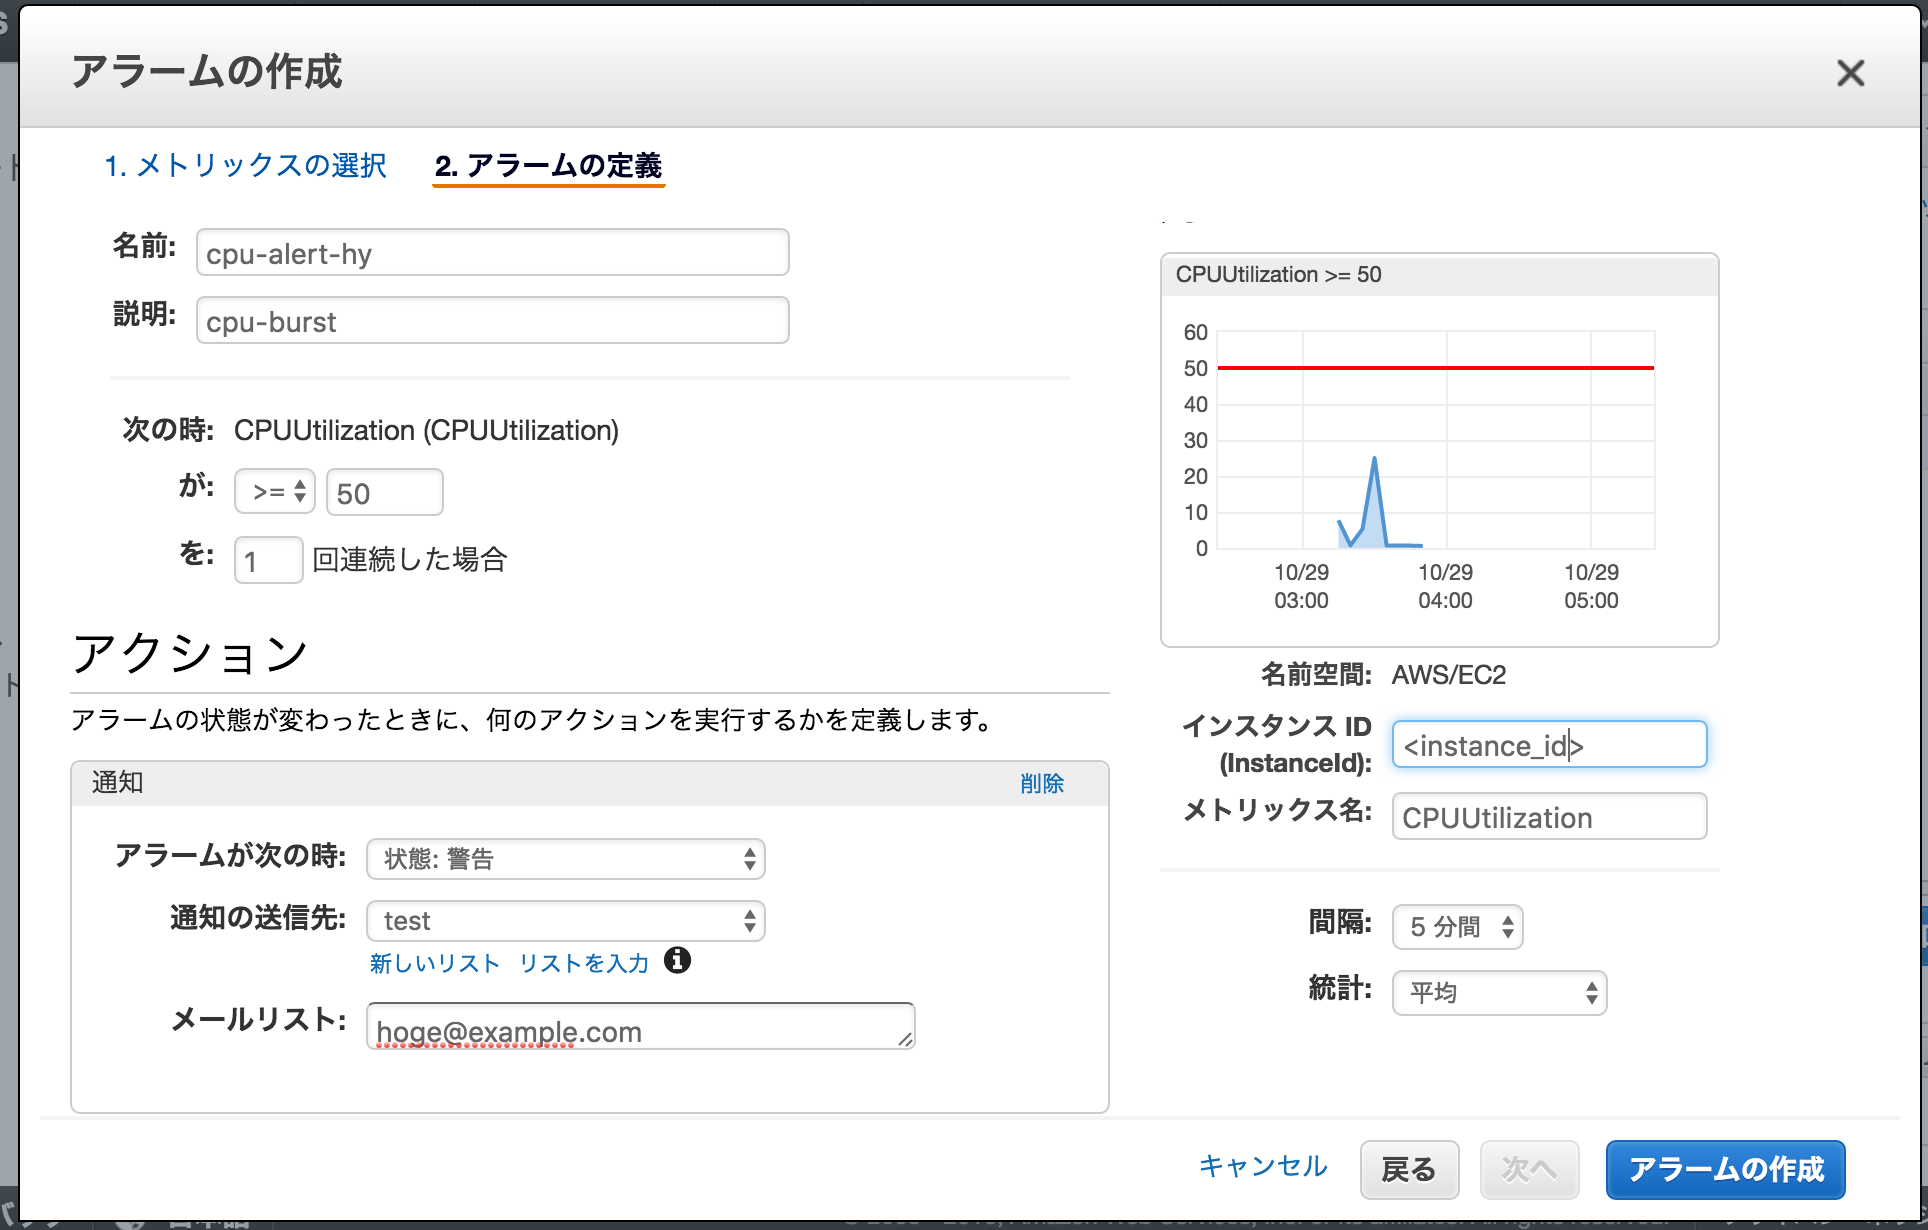 アラームの作成
1. メトリックスの選択 2. アラームの定義
名前: cpu-alert-hy
説明: cpu-burst
次の時: CPUUtilization (CPUUtilization)
が: >= 50
を: 1 回連続した場合
アクション
アラームの状態が変わったときに、何のアクションを実行するかを定義します。
通知 削除
アラームが次の時: 状態: 警告
通知の送信先: test
新しいリスト リストを入力
メールリスト: hoge@example.com
CPUUtilization >= 50
60
50
40
30
20
10
0
10/29 10/29 10/29
03:00 04:00 05:00
名前空間: AWS/EC2
インスタンス ID
(InstanceId): <instance_id>
メトリックス名: CPUUtilization
間隔: 5 分間
統計: 平均
キャンセル 戻る 次へ アラームの作成